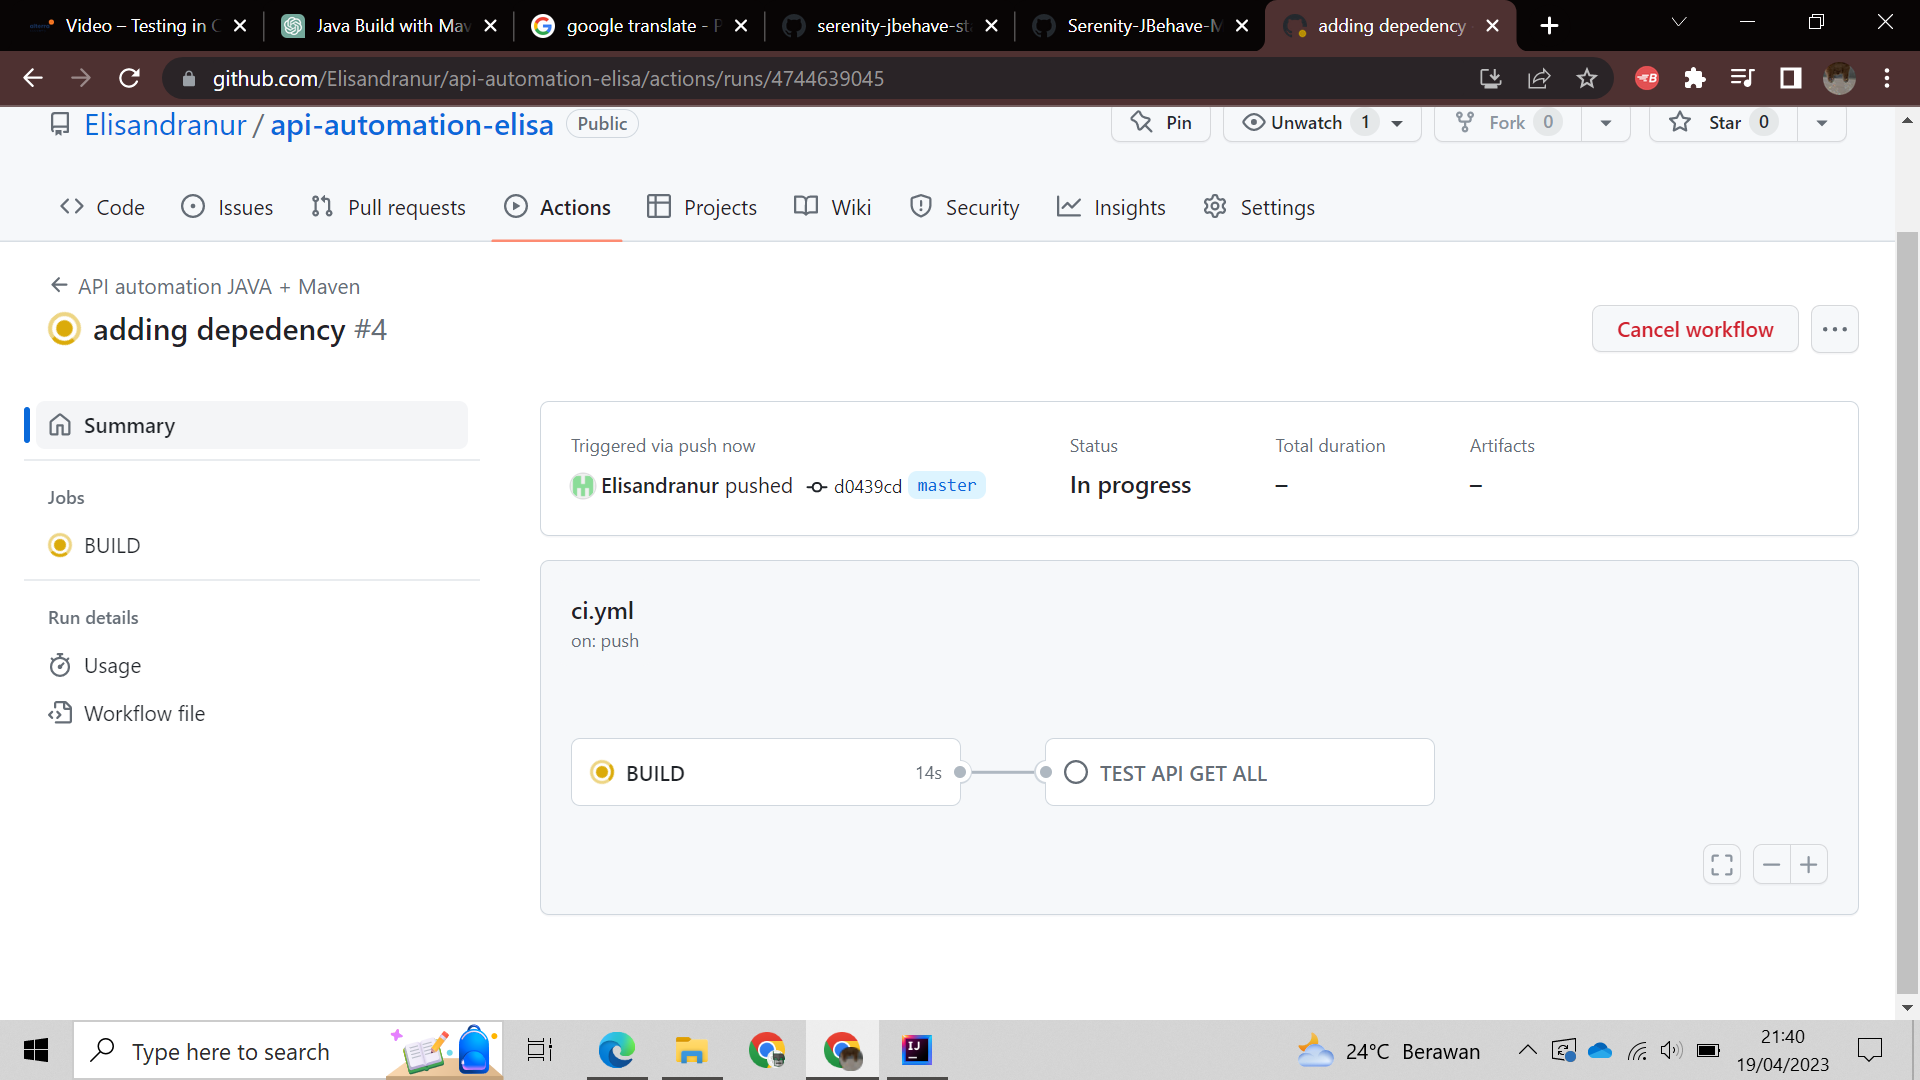 Video – Testing in C
Java Build with Mav
google translate - P
serenity-jbehave-sta
Serenity-JBehave-M
adding depedency
github.com/Elisandranur/api-automation-elisa/actions/runs/4744639045
Elisandranur / api-automation-elisa Public
Pin
Unwatch 1
Fork 0
Star 0
Code
Issues
Pull requests
Actions
Projects
Wiki
Security
Insights
Settings
API automation JAVA + Maven
adding depedency #4
Cancel workflow
Summary
Jobs
BUILD
Run details
Usage
Workflow file
Triggered via push now
Elisandranur pushed d0439cd master
Status
In progress
Total duration
–
Artifacts
–
ci.yml
on: push
BUILD 14s
TEST API GET ALL
Type here to search
24°C Berawan
21:40
19/04/2023